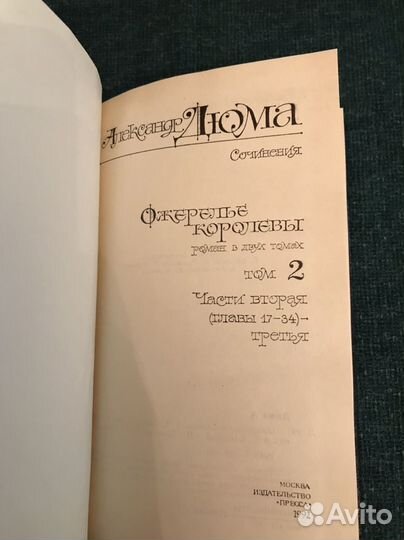 Александр Дюма
Сочинения
Ожерелье
королевы
роман в двух томах
том 2
Части вторая
(главы 17-34)-
третья
МОСКВА
ИЗДАТЕЛЬСТВО
«ПРЕССА»
Avito